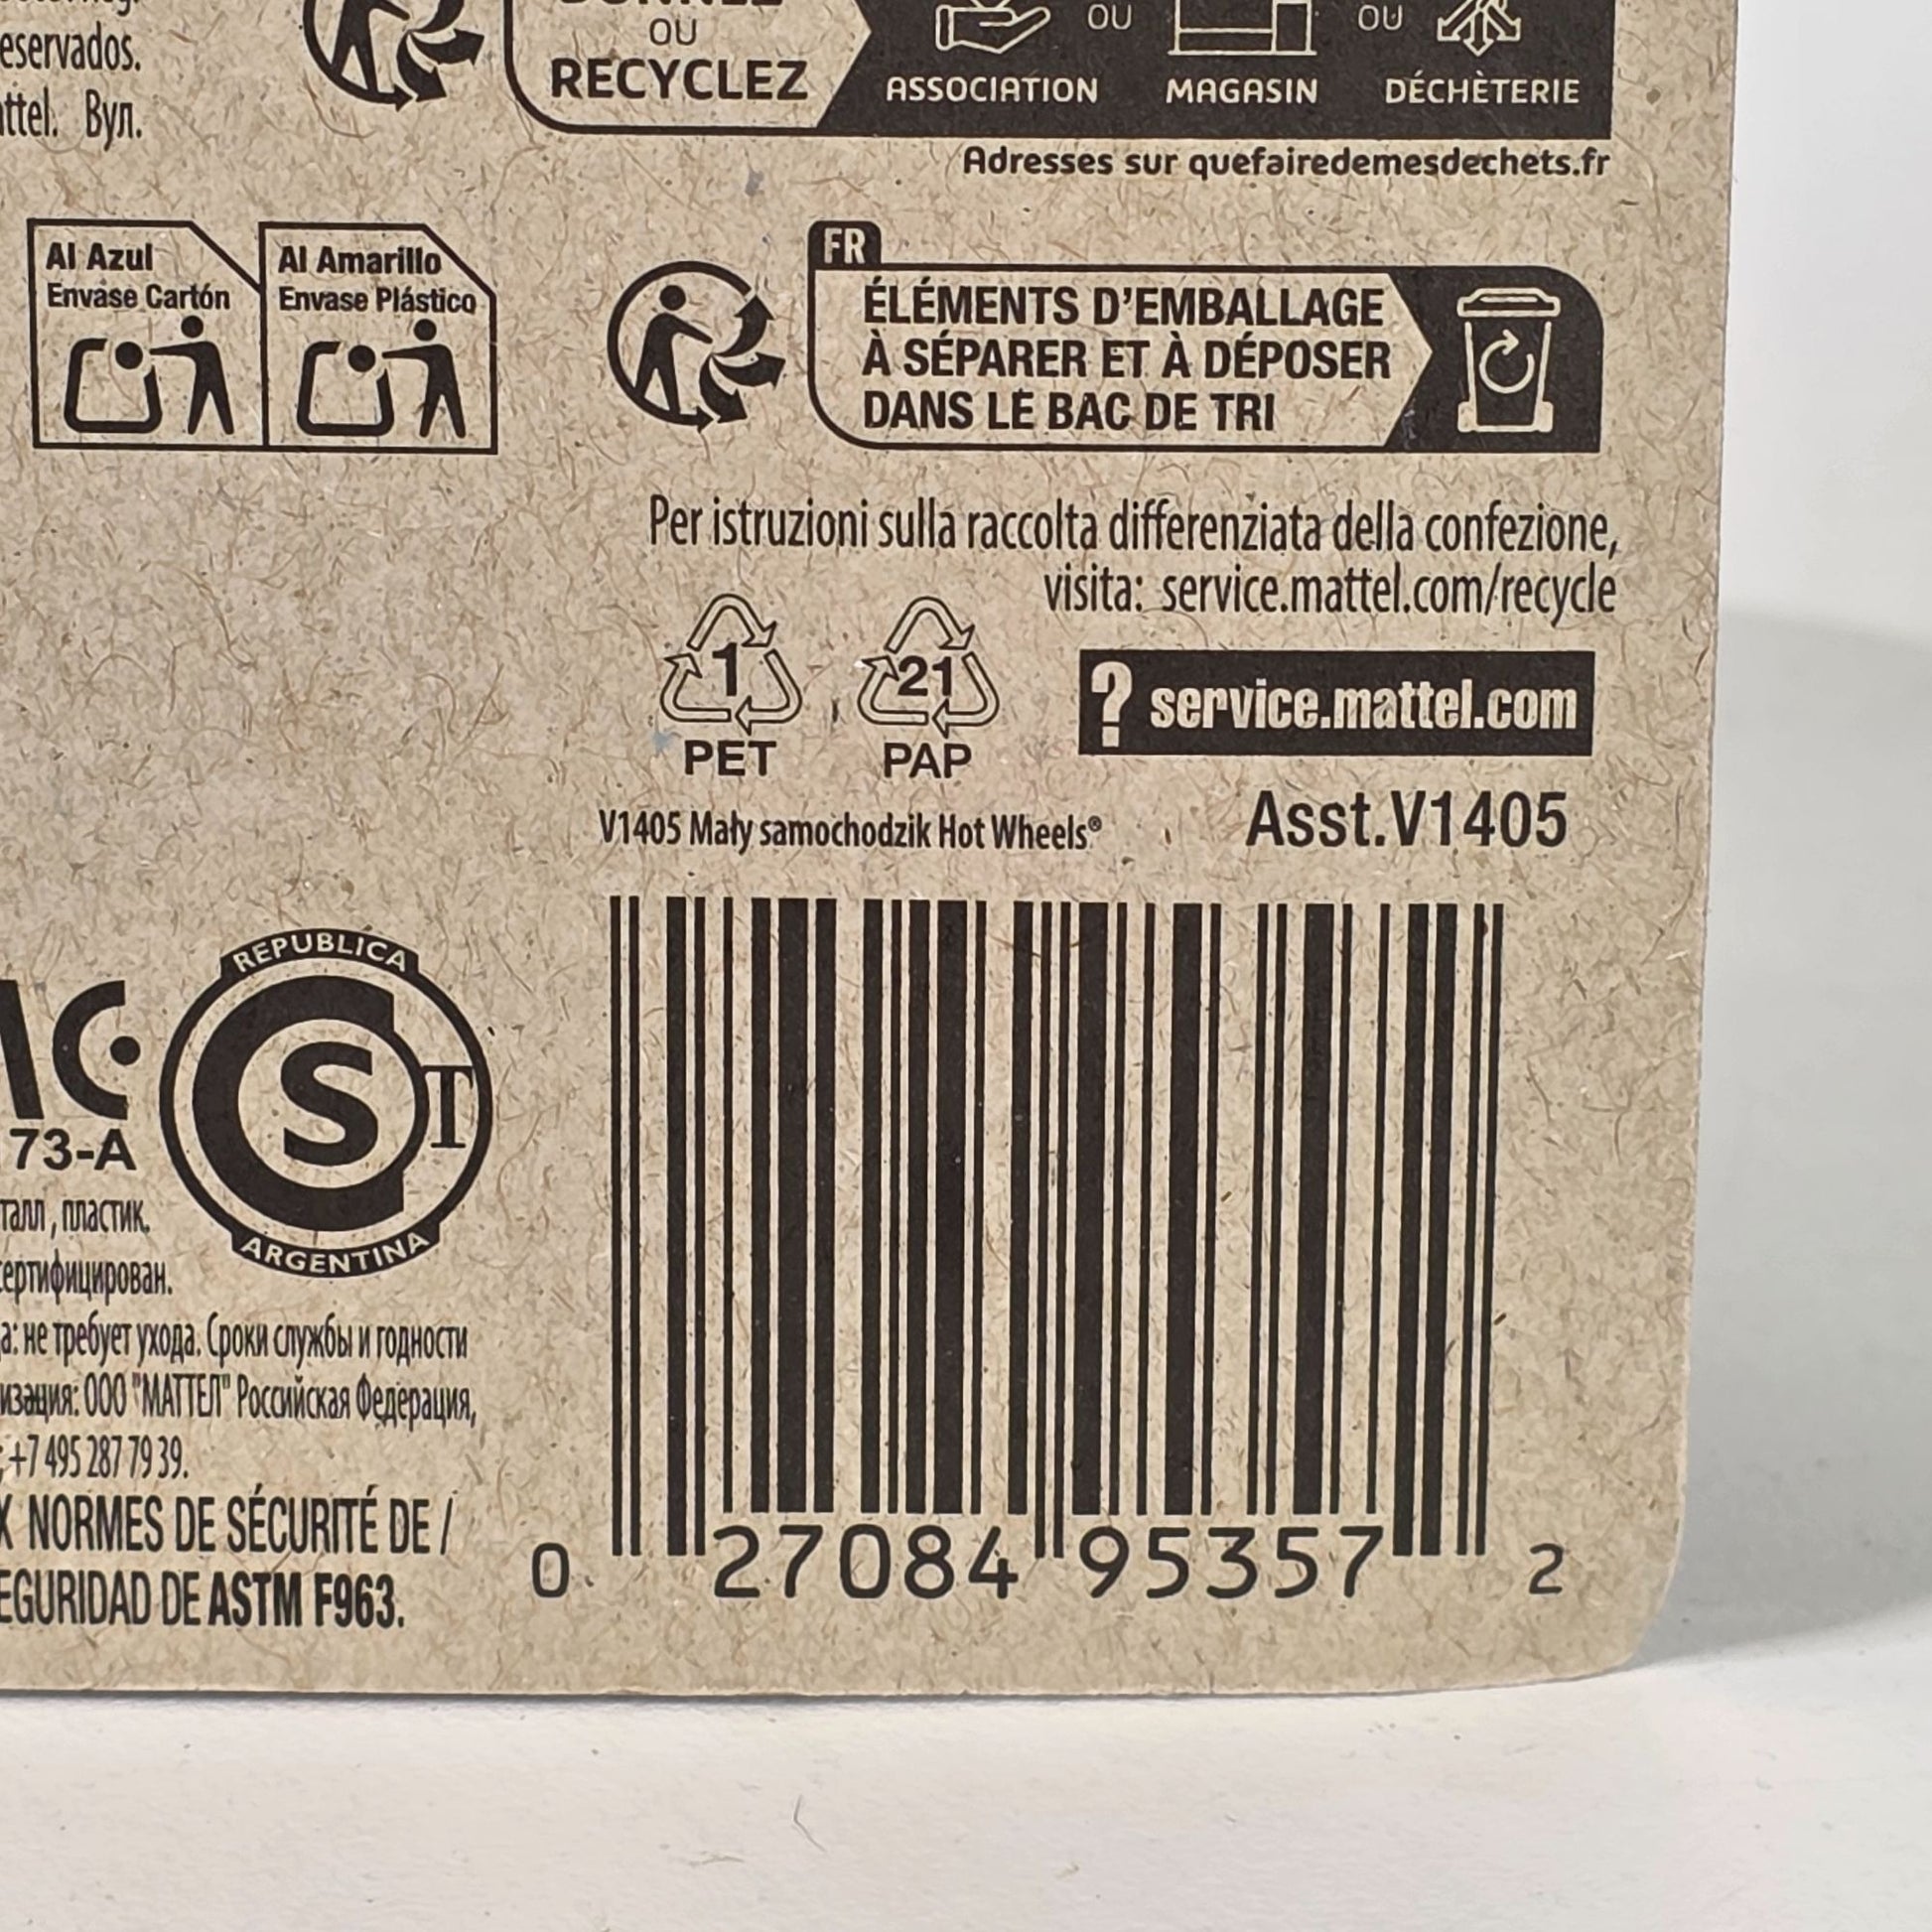 eservados.
ttel. Вул.
OU
RECYCLEZ
OU
OU
ASSOCIATION
MAGASIN
DÉCHÈTERIE
Adresses sur quefairedemesdechets.fr
Al Azul
Envase Cartón
Al Amarillo
Envase Plástico
FR
ÉLÉMENTS D'EMBALLAGE
À SÉPARER ET À DÉPOSER
DANS LE BAC DE TRI
Per istruzioni sulla raccolta differenziata della confezione,
visita: service.mattel.com/recycle
1
PET
21
PAP
? service.mattel.com
V1405 Mały samochodzik Hot Wheels®
Asst.V1405
73-A
REPUBLICA
S
T
ARGENTINA
талл, пластик.
сертифицирован.
а: не требует ухода. Сроки службы и годности
изация: ООО "МАТТЕЛ" Российская Федерация,
; +7 495 287 79 39.
X NORMES DE SÉCURITÉ DE /
EGURIDAD DE ASTM F963.
0 27084 95357 2